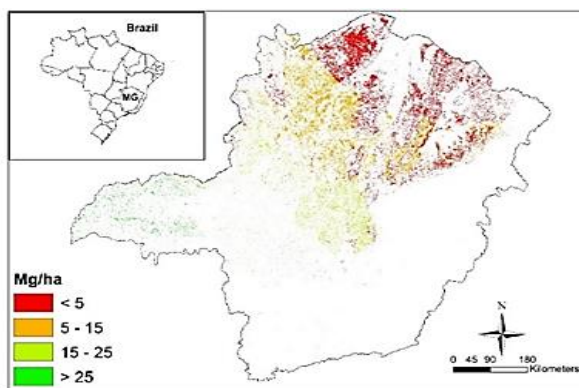 Brazil
MG
Mg/ha
< 5
5 - 15
15 - 25
> 25
N
0 45 90 180
Kilometers